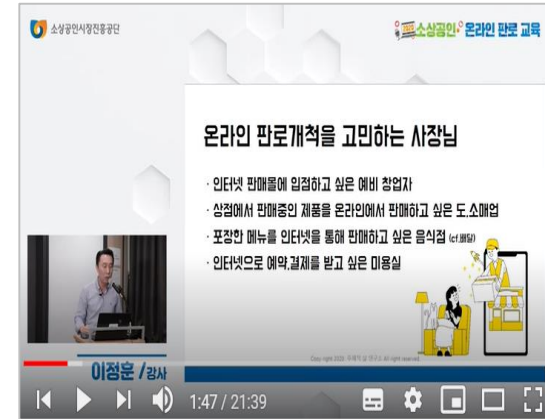 소상공인시장진흥공단
2020 소상공인 온라인 판로 교육
온라인 판로개척을 고민하는 사장님
· 인터넷 판매몰에 입점하고 싶은 예비 창업자
· 상점에서 판매중인 제품을 온라인에서 판매하고 싶은 도.소매업
· 포장한 메뉴를 인터넷을 통해 판매하고 싶은 음식점 (cf.배달)
· 인터넷으로 예약.결제를 받고 싶은 미용실
이정훈 /강사
1:47 / 21:39